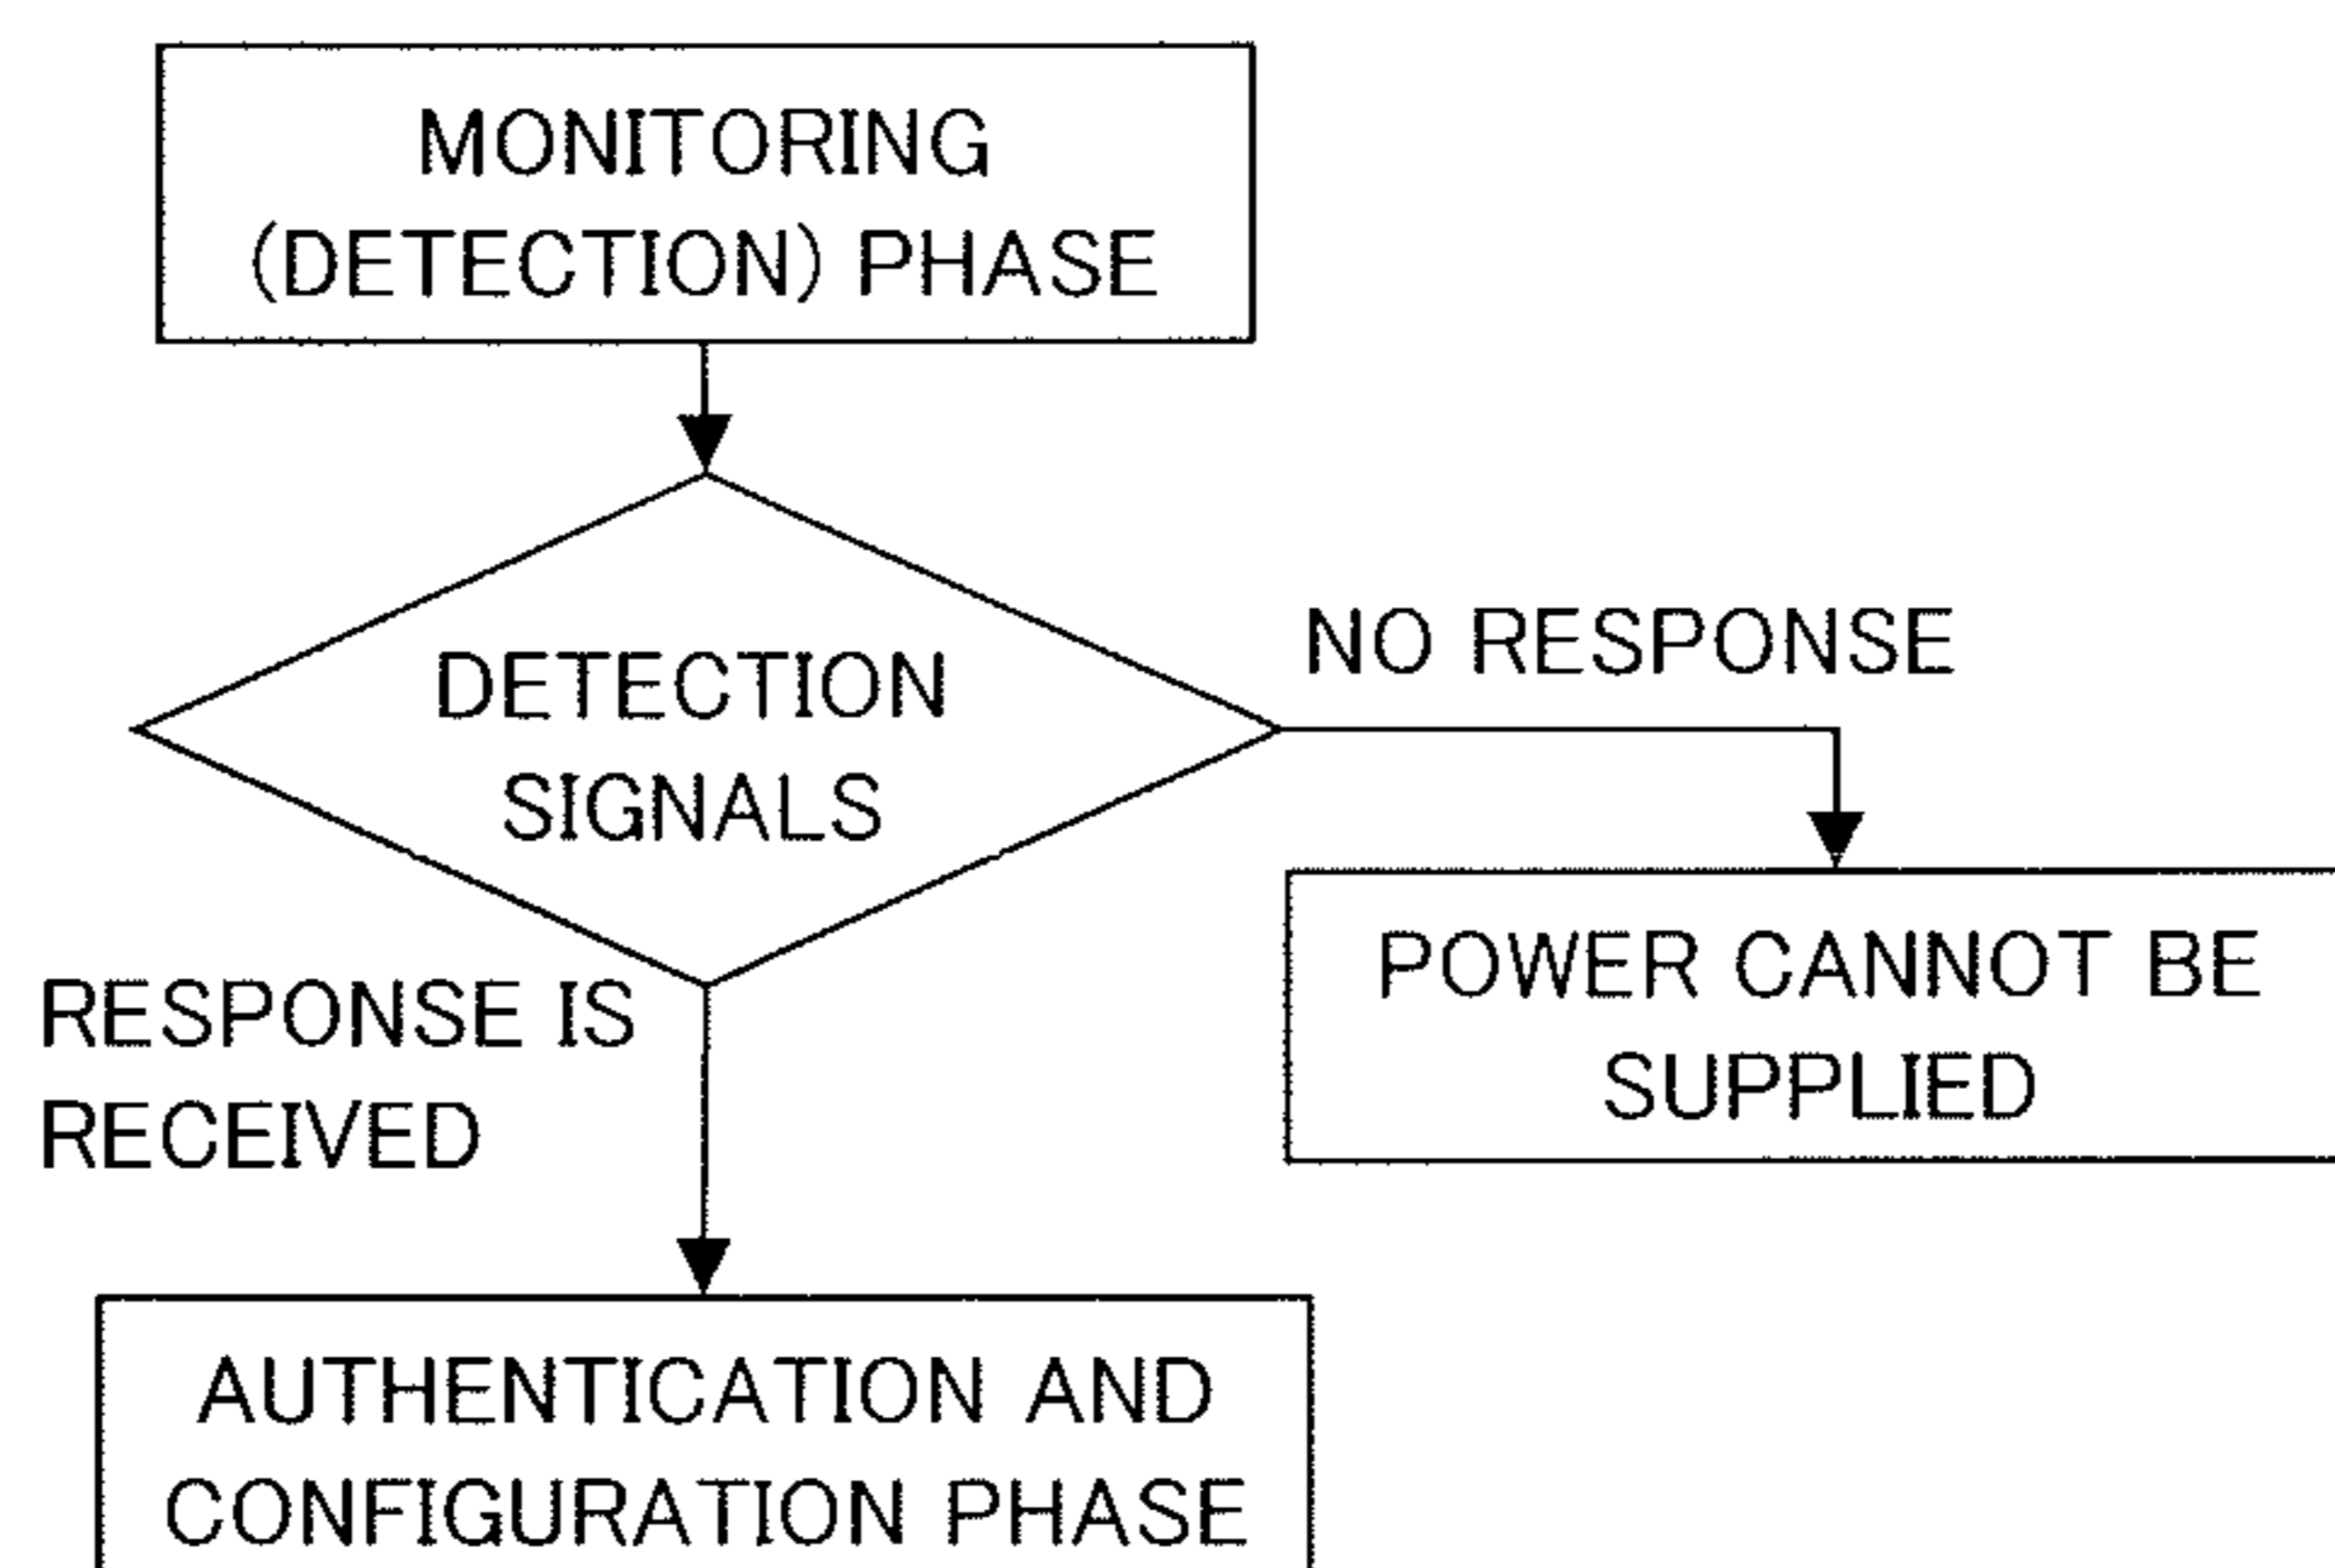 MONITORING
(DETECTION) PHASE
DETECTION
SIGNALS
NO RESPONSE
POWER CANNOT BE
SUPPLIED
RESPONSE IS
RECEIVED
AUTHENTICATION AND
CONFIGURATION PHASE